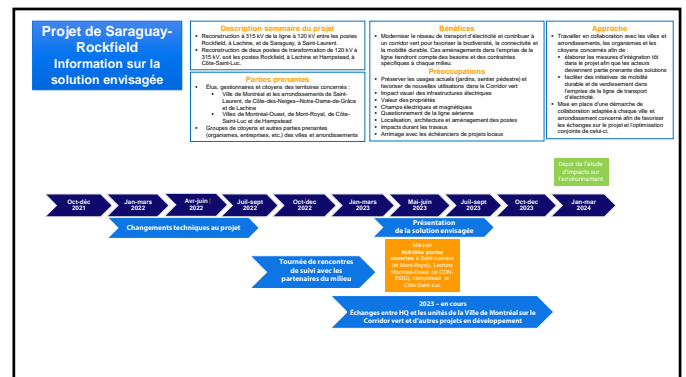 Projet de Saraguay-
Rockfield
Information sur la
solution envisagée
Description sommaire du projet
Reconstruction à 315 kV de la ligne à 120 kV entre les postes
Rockfield, à Lachine, et de Saraguay, à Saint-Laurent.
Reconstruction de deux postes de transformation de 120 kV à
315 kV, soit les postes Rockfield, à Lachine et Hampstead, à
Côte-Saint-Luc.
Parties prenantes
Élus, gestionnaires et citoyens des territoires concernés :
Ville de Montréal et les arrondissements de Saint-
Laurent, de Côte-des-Neiges–Notre-Dame-de-Grâce
et de Lachine
Villes de Montréal-Ouest, de Mont-Royal, de Côte-
Saint-Luc et de Hampstead
Groupes de citoyens et autres parties prenantes
(organismes, entreprises, etc.) des villes et arrondissements
Bénéfices
Moderniser le réseau de transport d'électricité et contribuer à
un corridor vert pour favoriser la biodiversité, la connectivité et
la mobilité durable. Ces aménagements dans l'emprise de la
ligne tiendront compte des besoins et des contraintes
spécifiques à chaque milieu.
Préoccupations
Préserver les usages actuels (jardins, sentier pédestre) et
favoriser de nouvelles utilisations dans le Corridor vert
Impact visuel des infrastructures électriques
Valeur des propriétés
Champs électriques et magnétiques
Questionnement de la ligne aérienne
Localisation, architecture et aménagement des postes
Impacts durant les travaux
Arrimage avec les échéanciers de projets locaux
Approche
Travailler en collaboration avec les villes et
arrondissements, les organismes et les
citoyens concernés afin de :
élaborer les mesures d'intégration tôt
dans le projet afin que les acteurs
deviennent partie prenante des solutions
faciliter des initiatives de mobilité
durable et de verdissement dans
l'emprise de la ligne de transport
d'électricité.
Mise en place d'une démarche de
collaboration adaptée à chaque ville et
arrondissement concerné afin de favoriser
les échanges sur le projet et l'optimisation
conjointe de celui-ci.
Dépôt de l'étude
d'impacts sur
l'environnement
Oct-déc
2021
Jan-mars
2022
Avr-juin
2022
Juil-sept
2022
Oct-dec
2022
Jan-mars
2023
Mai-juin
2023
Juil-sept
2023
Oct-dec
2023
Jan-mar
2024
Changements techniques au projet
Présentation
de la solution envisagée
Tournée de rencontres
de suivi avec les
partenaires du milieu
Mai-juin
Activités portes
ouvertes à Saint-Laurent
(et Mont-Royal), Lachine
Montréal-Ouest (et CDN-
NDG), Hampstead et
Côte-Saint-Luc
2023 – en cours
Échanges entre HQ et les unités de la Ville de Montréal sur le
Corridor vert et d'autres projets en développement